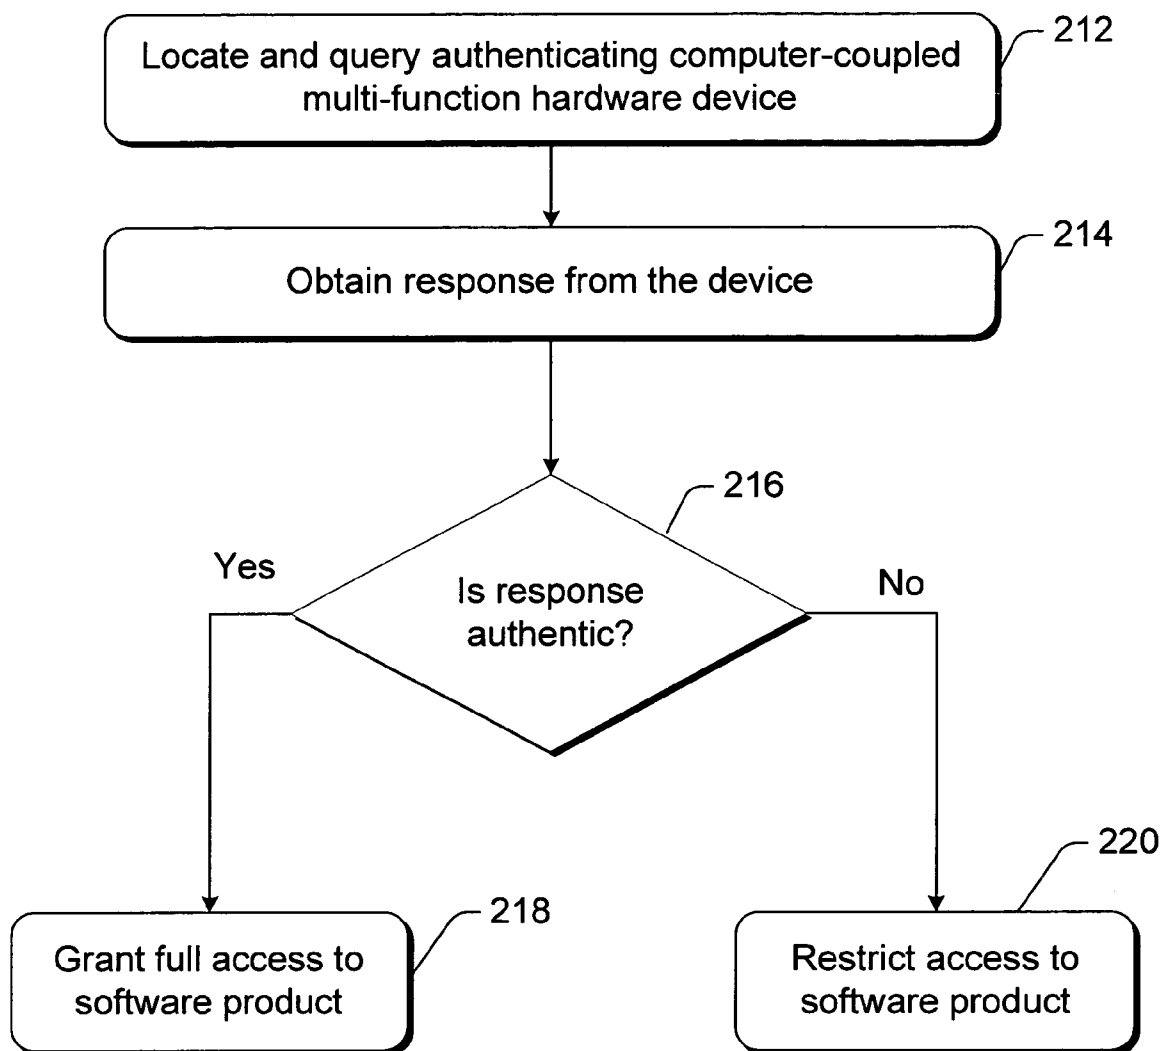 Locate and query authenticating computer-coupled
multi-function hardware device
212
Obtain response from the device
214
216
Is response
authentic?
Yes
No
Grant full access to
software product
218
Restrict access to
software product
220